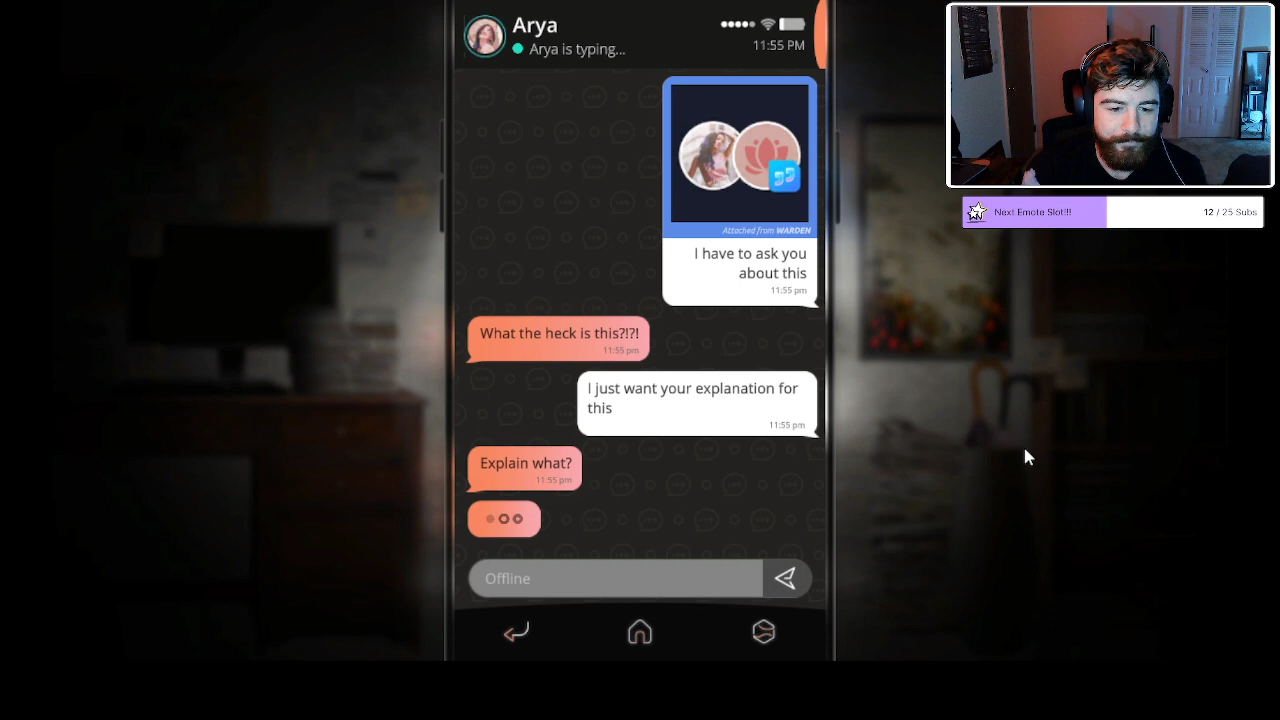 Arya
Arya is typing...
11:55 PM
Attached from WARDEN
I have to ask you
about this
11:55 pm
What the heck is this?!?!
11:55 pm
I just want your explanation for
this
11:55 pm
Explain what?
11:55 pm
Offline
Next Emote Slot!!!
12 / 25 Subs